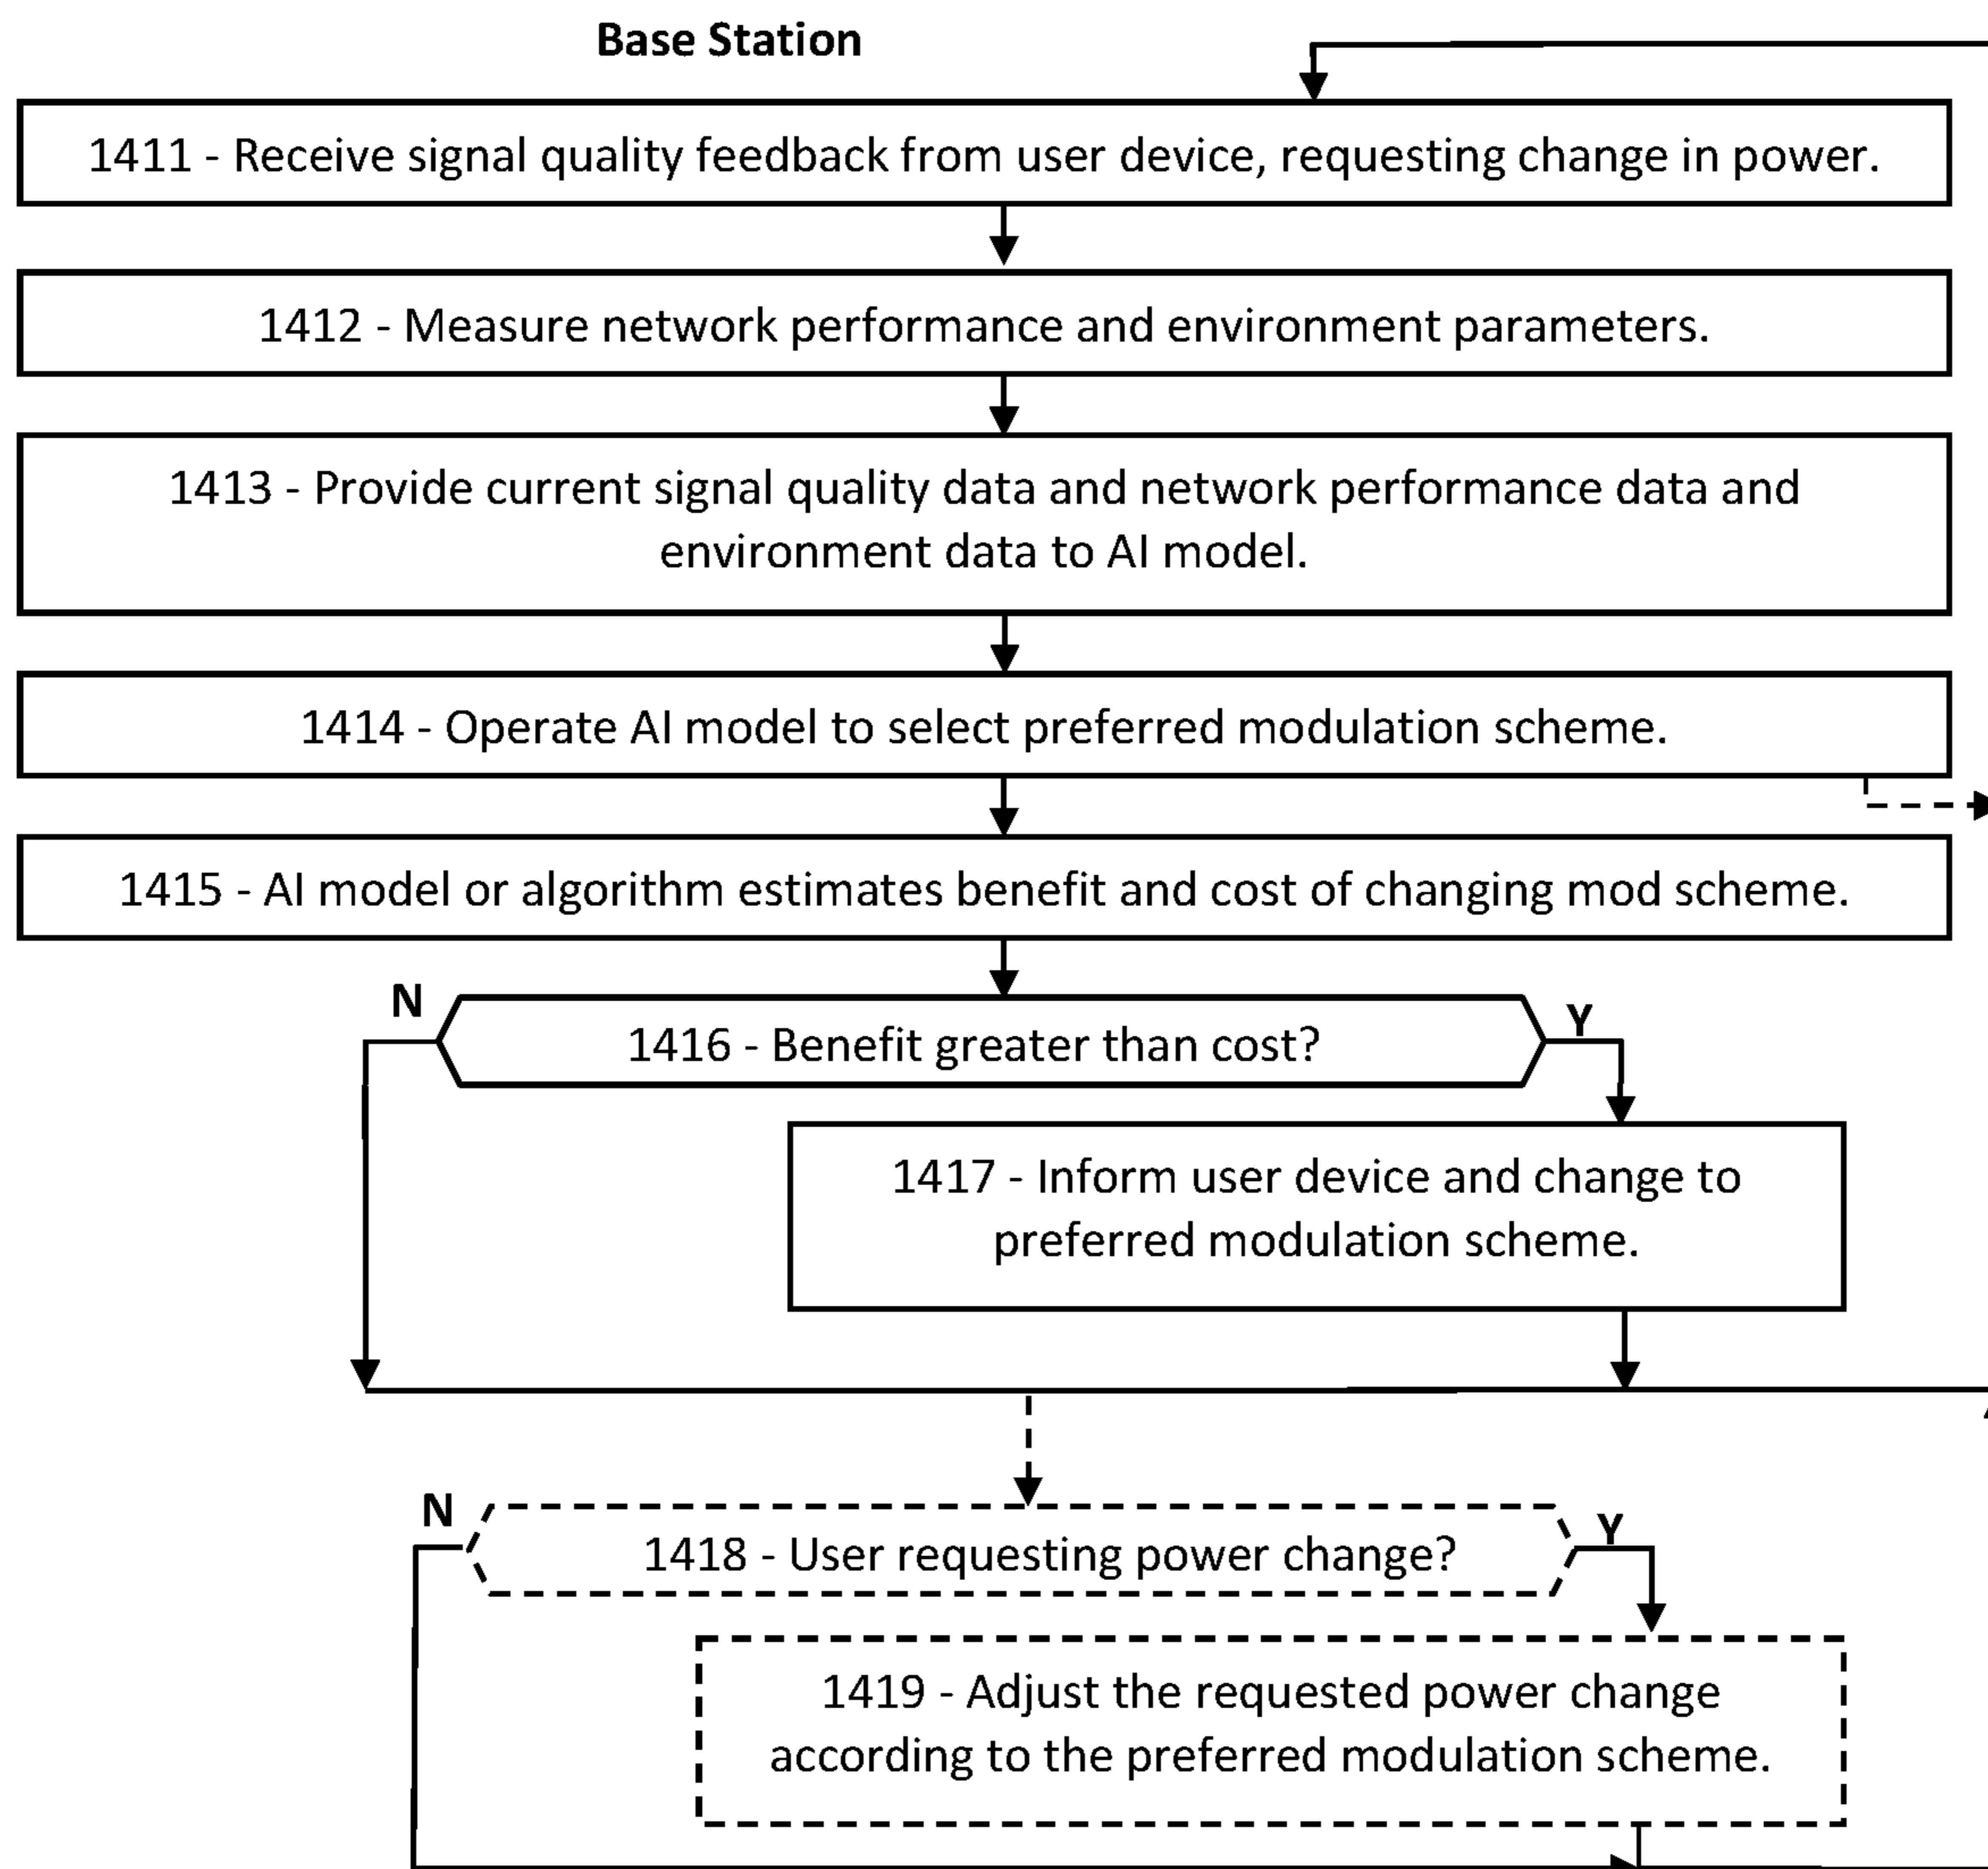 Base Station
1411 - Receive signal quality feedback from user device, requesting change in power.
1412 - Measure network performance and environment parameters.
1413 - Provide current signal quality data and network performance data and
environment data to AI model.
1414 - Operate AI model to select preferred modulation scheme.
1415 - AI model or algorithm estimates benefit and cost of changing mod scheme.
N
Y
1416 - Benefit greater than cost?
1417 - Inform user device and change to
preferred modulation scheme.
N
Y
1418 - User requesting power change?
1419 - Adjust the requested power change
according to the preferred modulation scheme.